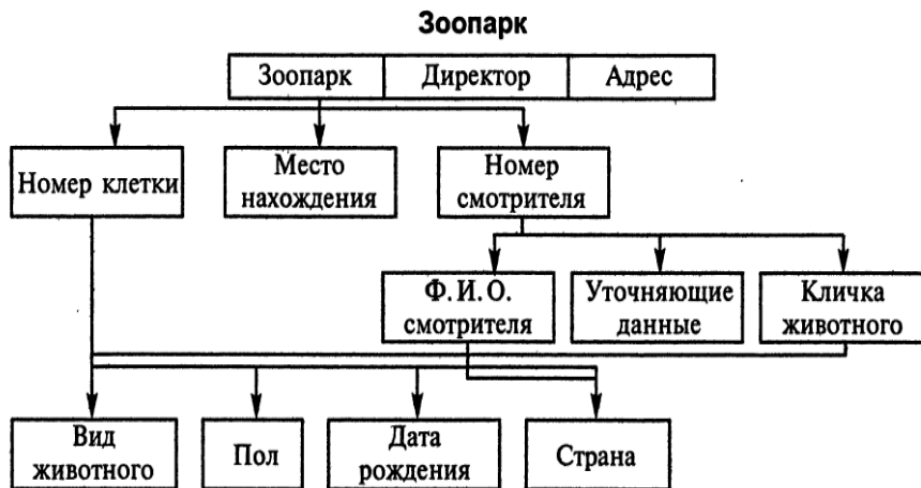 Зоопарк
Зоопарк Директор Адрес
Номер клетки
Место
нахождения
Номер
смотрителя
Ф. И. О.
смотрителя
Уточняющие
данные
Кличка
животного
Вид
животного
Пол
Дата
рождения
Страна